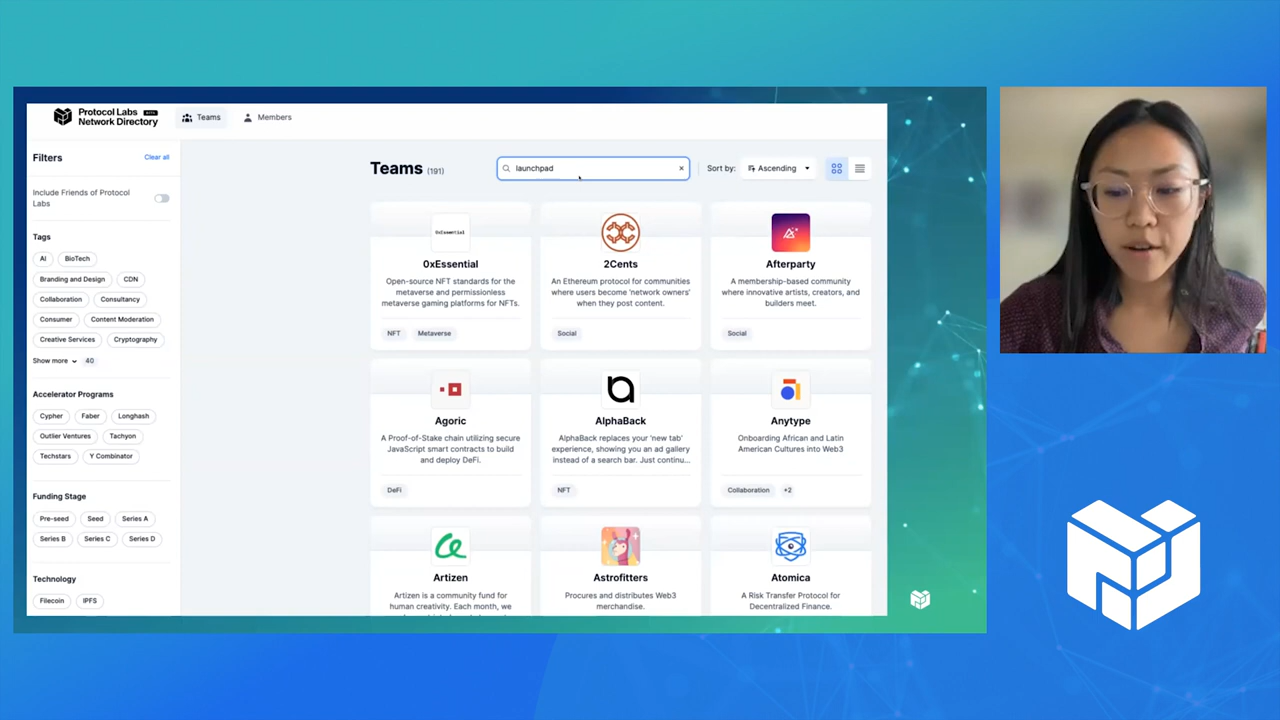 Protocol Labs BETA
Network Directory
Teams
Members
Filters
Clear all
Include Friends of Protocol
Labs
Tags
AI
BioTech
Branding and Design
CDN
Collaboration
Consultancy
Consumer
Content Moderation
Creative Services
Cryptography
Show more
40
Accelerator Programs
Cypher
Faber
Longhash
Outlier Ventures
Tachyon
Techstars
Y Combinator
Funding Stage
Pre-seed
Seed
Series A
Series B
Series C
Series D
Technology
Filecoin
IPFS
Teams (191)
launchpad
Sort by:
Ascending
0xEssential
0xEssential
Open-source NFT standards for the
metaverse and permissionless
metaverse gaming platforms for NFTs.
NFT
Metaverse
2Cents
An Ethereum protocol for communities
where users become 'network owners'
when they post content.
Social
Afterparty
A membership-based community
where innovative artists, creators, and
builders meet.
Social
Agoric
A Proof-of-Stake chain utilizing secure
JavaScript smart contracts to build
and deploy DeFi.
DeFi
AlphaBack
AlphaBack replaces your 'new tab'
experience, showing you an ad gallery
instead of a search bar. Just continu...
NFT
Anytype
Onboarding African and Latin
American Cultures into Web3
Collaboration
+2
Artizen
Artizen is a community fund for
human creativity. Each month, we
Astrofitters
Procures and distributes Web3
merchandise.
Atomica
A Risk Transfer Protocol for
Decentralized Finance.